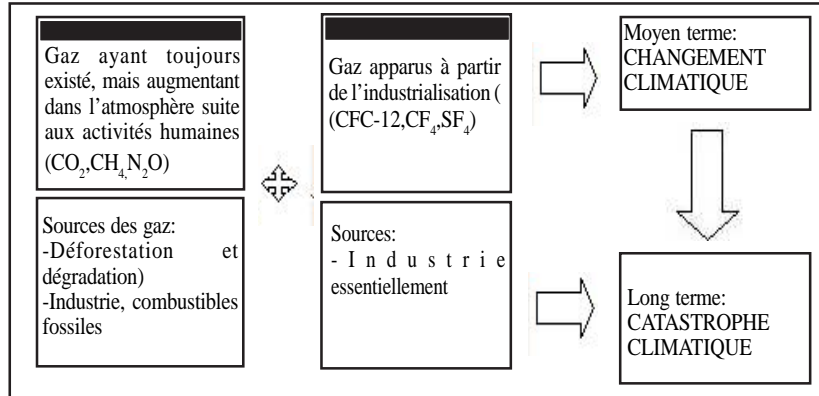 Gaz ayant toujours
existé, mais augmentant
dans l'atmosphère suite
aux activités humaines
(CO2,CH4,N2O)
Sources des gaz:
-Déforestation et
dégradation)
-Industrie, combustibles
fossiles
Gaz apparus à partir
de l'industrialisation (
(CFC-12,CF4,SF4)
Sources:
- Industrie
essentiellement
Moyen terme:
CHANGEMENT
CLIMATIQUE
Long terme:
CATASTROPHE
CLIMATIQUE